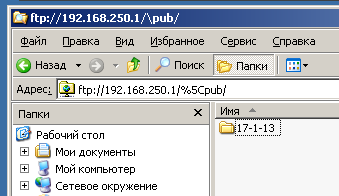 ftp://192.168.250.1/\pub/
Файл Правка Вид Избранное Сервис Справка
Назад Поиск Папки
Адрес: ftp://192.168.250.1/%5Cpub/
Папки
Имя
17-1-13
Рабочий стол
Мои документы
Мой компьютер
Сетевое окружение